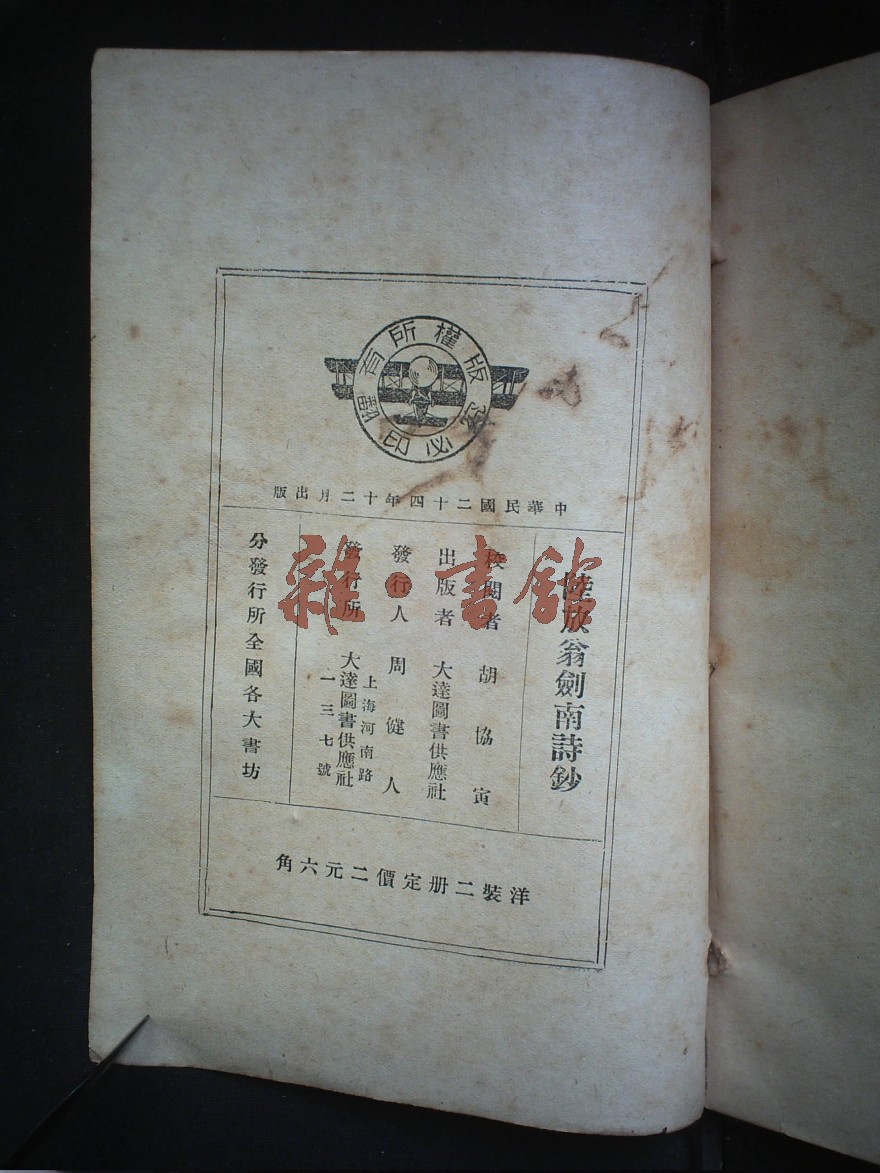 版權所有
翻印必究
中華民國二十四年十二月出版
陸放翁劍南詩鈔
校閱者 胡協寅
出版者 大達圖書供應社
發行人 周健人
發行所 大達圖書供應社
上海河南路
一三七號
分發行所全國各大書坊
洋裝二册定價二元六角
雜·書館